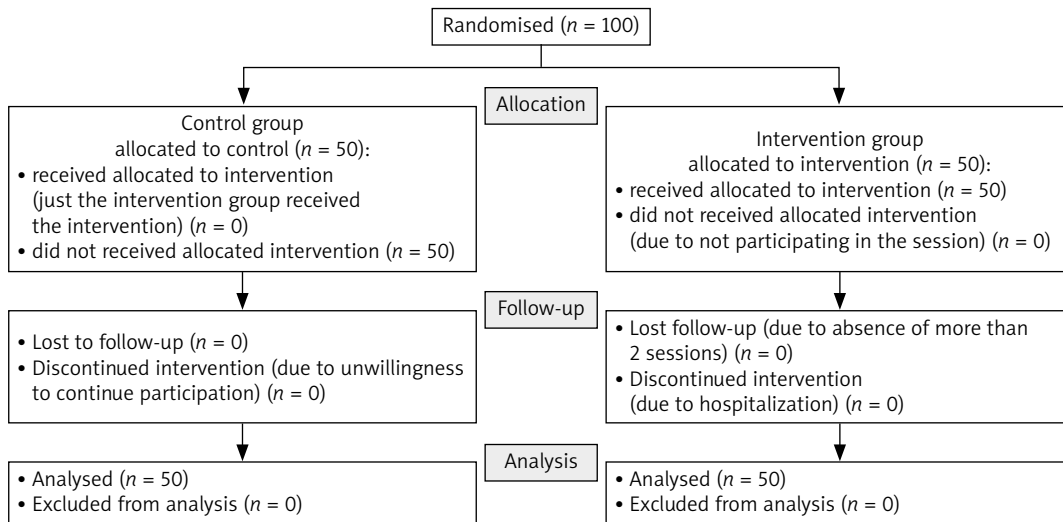 Randomised (n = 100)
Allocation
Control group
allocated to control (n = 50):
• received allocated to intervention
(just the intervention group received
the intervention) (n = 0)
• did not received allocated intervention (n = 50)
Intervention group
allocated to intervention (n = 50):
• received allocated to intervention (n = 50)
• did not received allocated intervention
(due to not participating in the session) (n = 0)
Follow-up
• Lost to follow-up (n = 0)
• Discontinued intervention (due to unwillingness
to continue participation) (n = 0)
• Lost follow-up (due to absence of more than
2 sessions) (n = 0)
• Discontinued intervention
(due to hospitalization) (n = 0)
Analysis
• Analysed (n = 50)
• Excluded from analysis (n = 0)
• Analysed (n = 50)
• Excluded from analysis (n = 0)